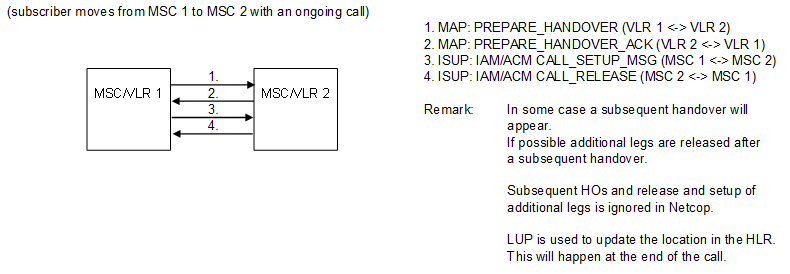 (subscriber moves from MSC 1 to MSC 2 with an ongoing call)
1. MAP: PREPARE_HANDOVER (VLR 1 <-> VLR 2)
2. MAP: PREPARE_HANDOVER_ACK (VLR 2 <-> VLR 1)
3. ISUP: IAM/ACM CALL_SETUP_MSG (MSC 1 <-> MSC 2)
4. ISUP: IAM/ACM CALL_RELEASE (MSC 2 <-> MSC 1)
MSC/VLR 1
1.
2.
3.
4.
MSC/VLR 2
Remark: In some case a subsequent handover will
appear.
If possible additional legs are released after
a subsequent handover.
Subsequent HOs and release and setup of
additional legs is ignored in Netcop.
LUP is used to update the location in the HLR.
This will happen at the end of the call.